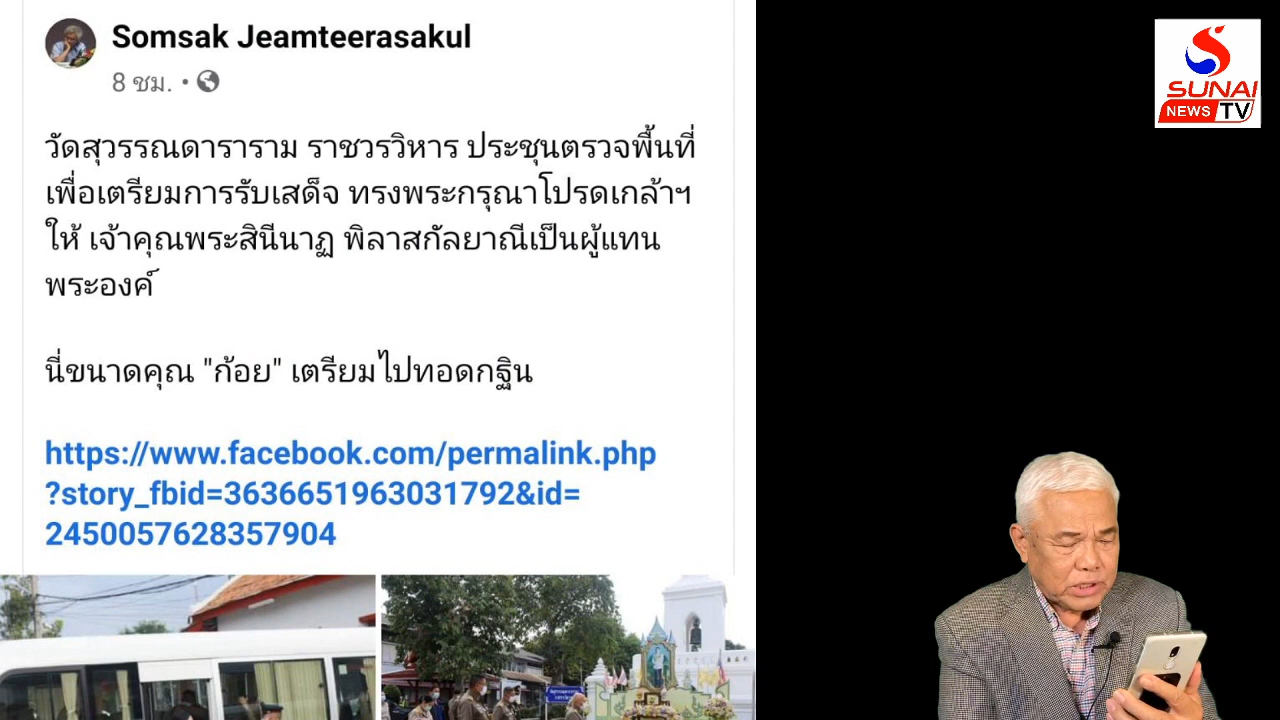 Somsak Jeamteerasakul
8 ชม. •
วัดสุวรรณดาราราม ราชวรวิหาร ประชุนตรวจพื้นที่
เพื่อเตรียมการรับเสด็จ ทรงพระกรุณาโปรดเกล้าฯ
ให้ เจ้าคุณพระสินีนาฏ พิลาสกัลยาณีเป็นผู้แทน
พระองค์
นี่ขนาดคุณ "ก้อย" เตรียมไปทอดกฐิน
https://www.facebook.com/permalink.php
?story_fbid=3636651963031792&id=
2450057628357904
SUNAI
NEWS TV